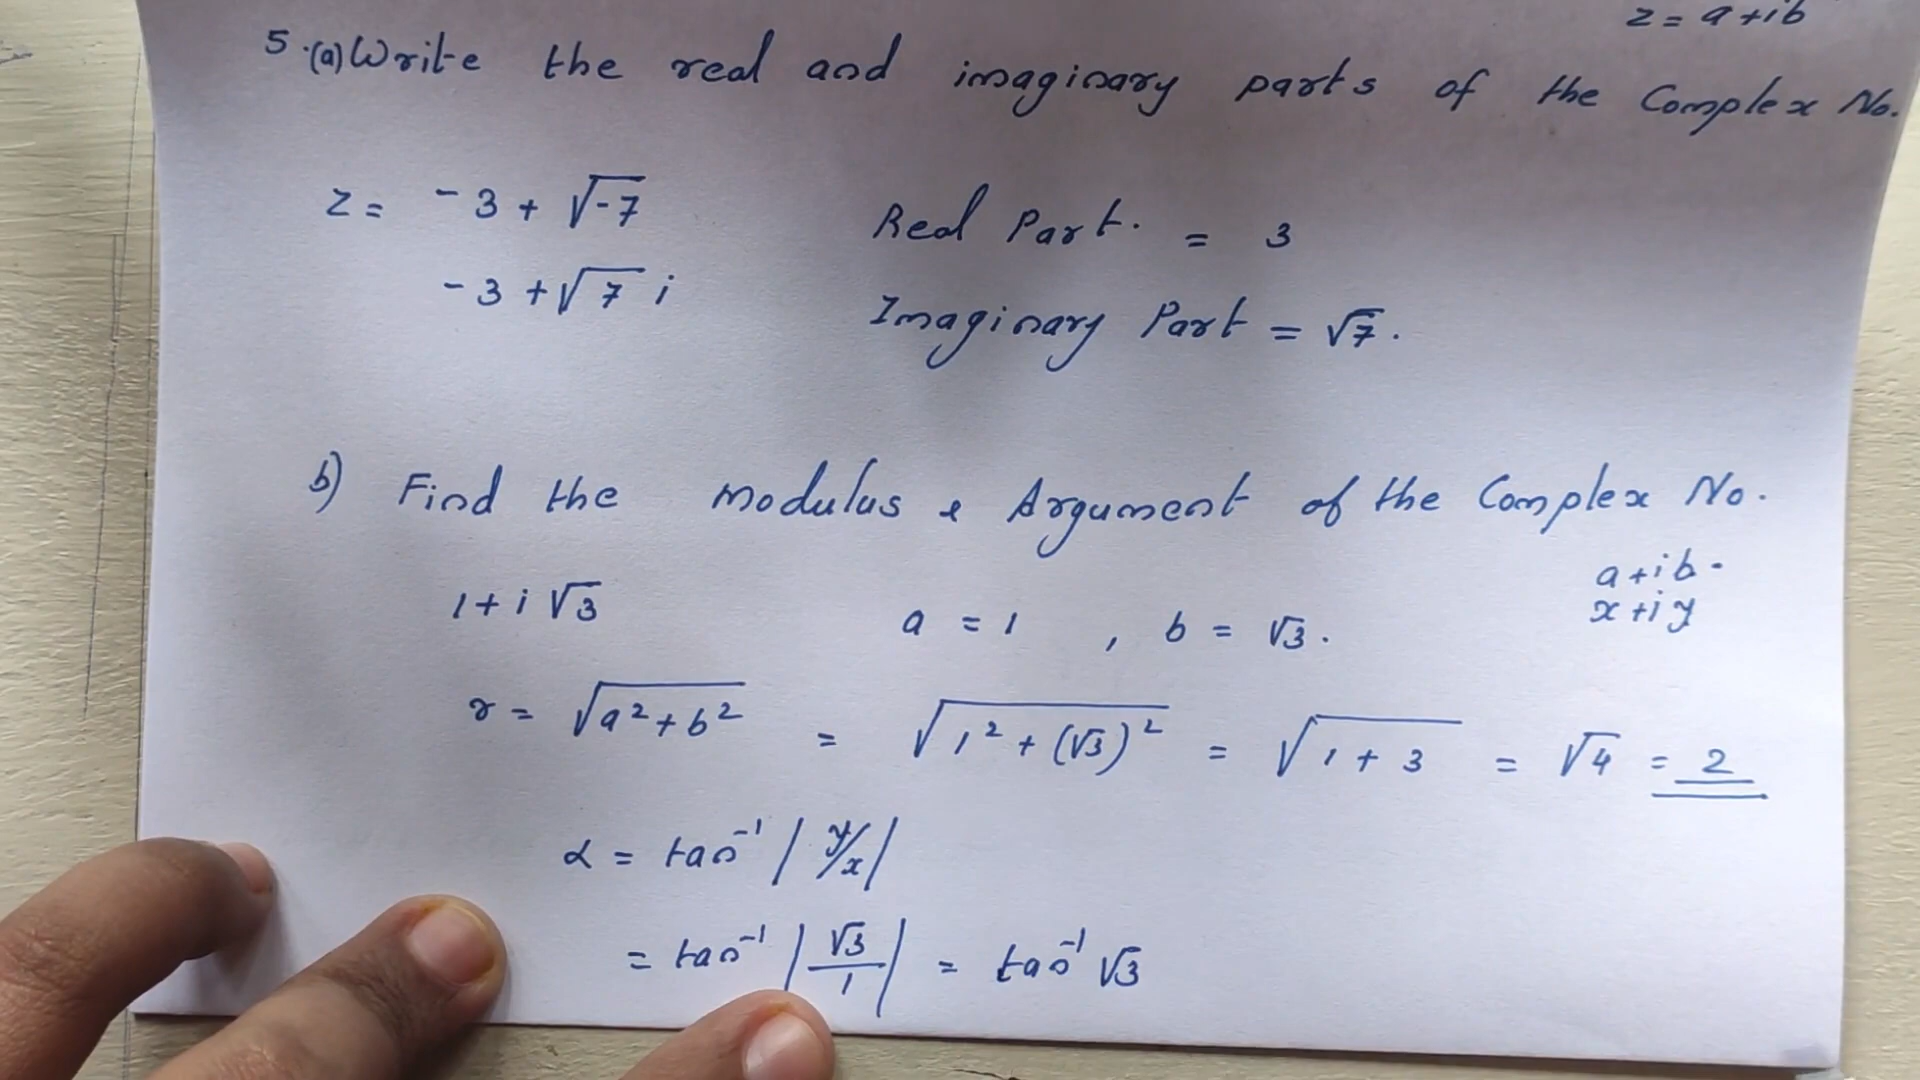 z = a+ib
5.(a) Write the real and imaginary parts of the Complex No.
z = -3 + √-7 Real Part. = 3
-3 + √7 i Imaginary Part = √7.
b) Find the Modulus & Argument of the Complex No.
a+ib.
1 + i √3 a = 1 , b = √3. x+iy
r = √a² + b² = √1² + (√3)² = √1 + 3 = √4 = 2
α = tan⁻¹ | y/x |
= tan⁻¹ | √3/1 | = tan⁻¹ √3